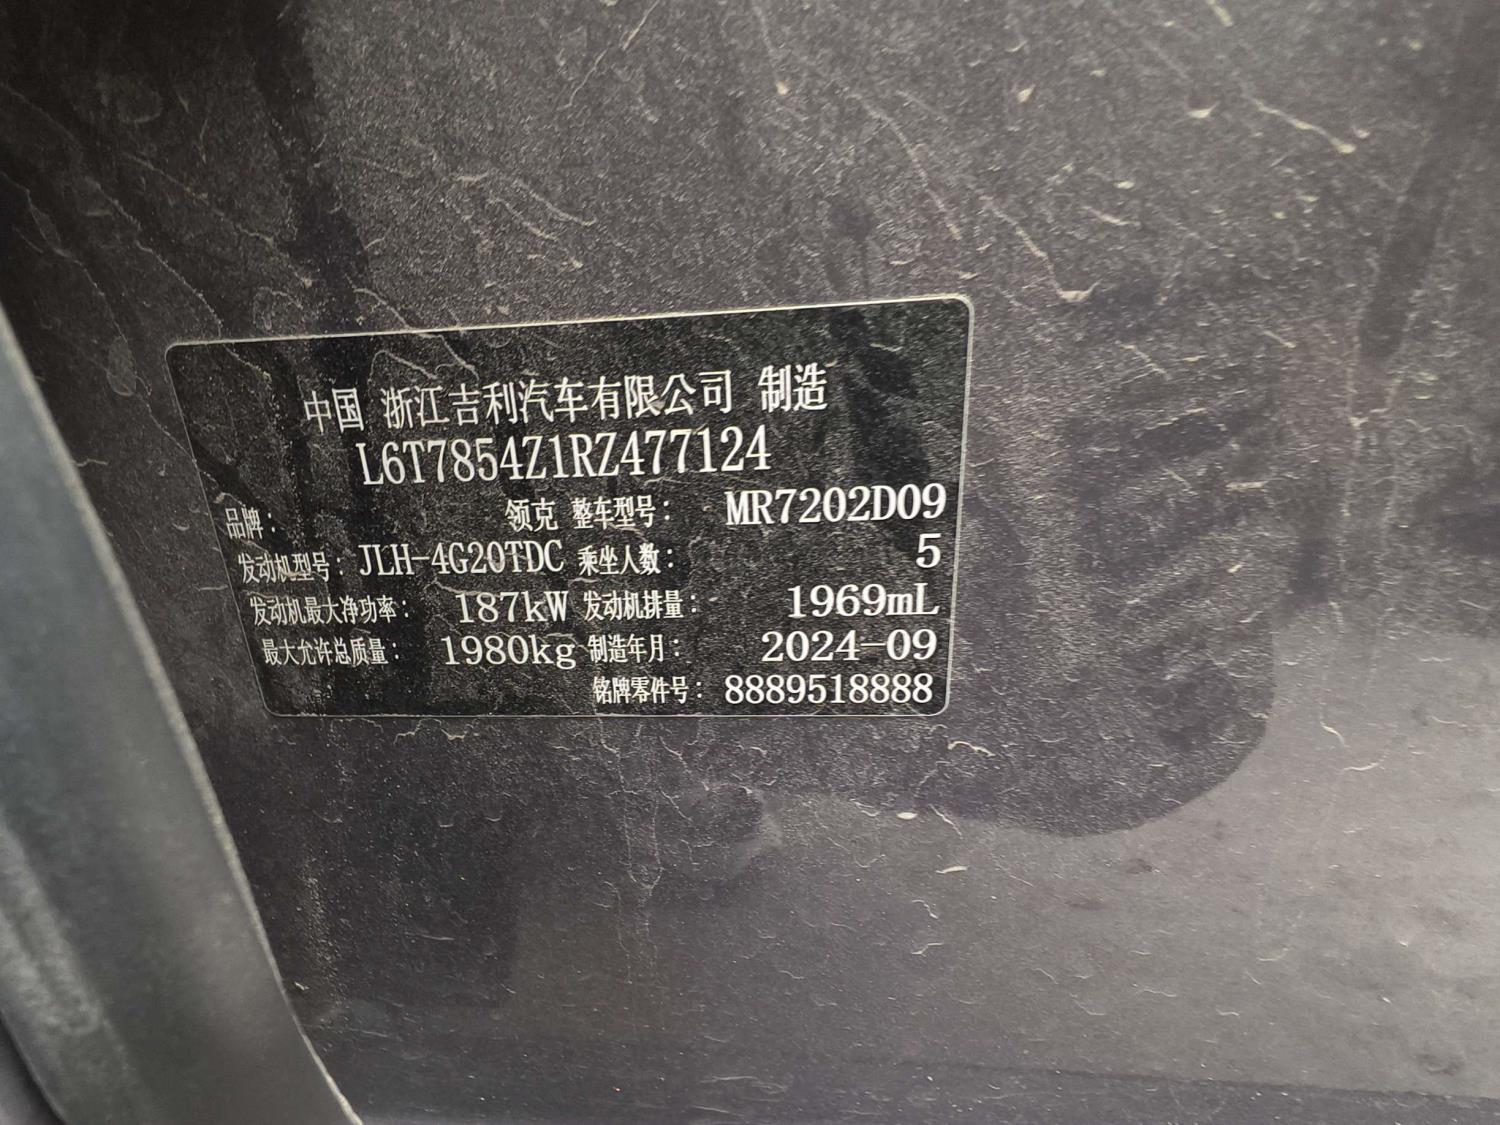 中国 浙江吉利汽车有限公司 制造
L6T7854Z1RZ477124
品牌： 领克 整车型号： MR7202D09
发动机型号：JLH-4G20TDC 乘坐人数： 5
发动机最大净功率： 187kW 发动机排量： 1969mL
最大允许总质量： 1980kg 制造年月： 2024-09
铭牌零件号： 8889518888